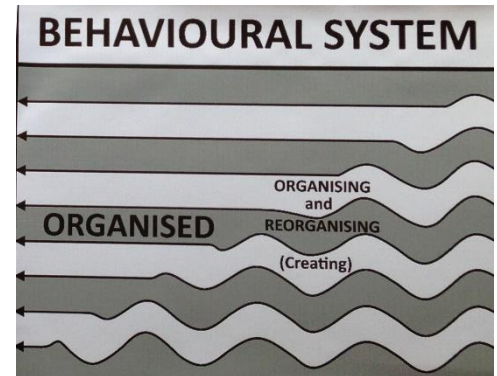 BEHAVIOURAL SYSTEM
ORGANISING
and
ORGANISED
REORGANISING
(Creating)